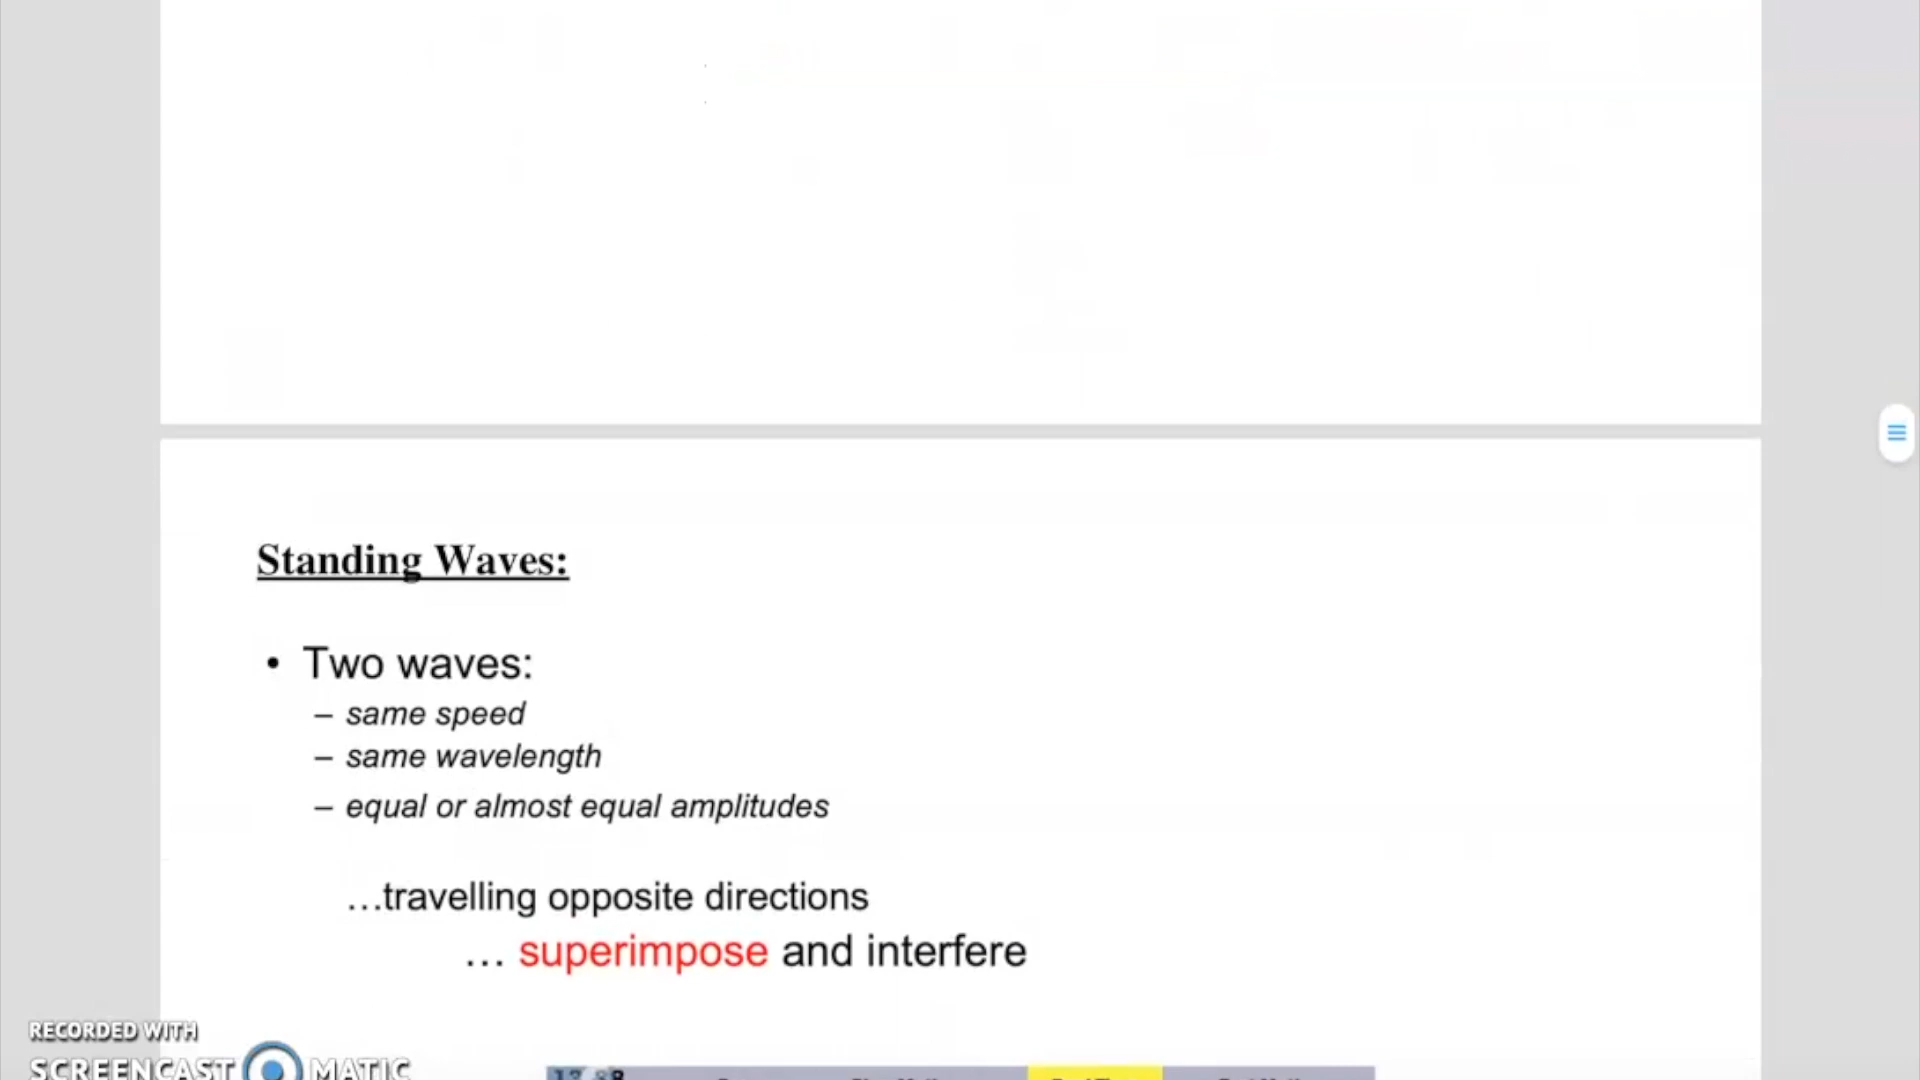 Standing Waves:
• Two waves:
– same speed
– same wavelength
– equal or almost equal amplitudes
…travelling opposite directions
… superimpose and interfere
RECORDED WITH
SCREENCAST MATIC